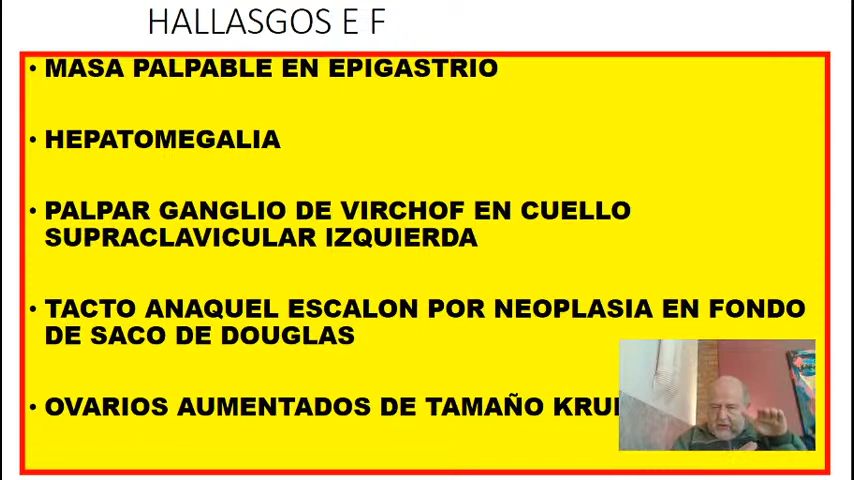 HALLASGOS E F
• MASA PALPABLE EN EPIGASTRIO
• HEPATOMEGALIA
• PALPAR GANGLIO DE VIRCHOF EN CUELLO
SUPRACLAVICULAR IZQUIERDA
• TACTO ANAQUEL ESCALON POR NEOPLASIA EN FONDO
DE SACO DE DOUGLAS
• OVARIOS AUMENTADOS DE TAMAÑO